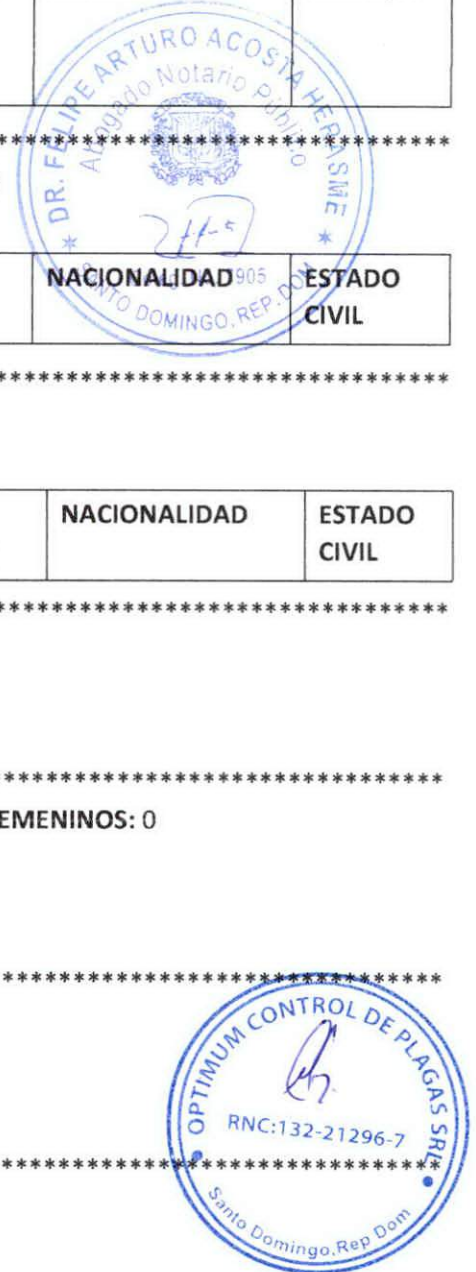 DR. FELIPE ARTURO ACOSTA HERASME
Abogado Notario Público
*******************************
NACIONALIDAD
ESTADO
CIVIL
7905
SANTO DOMINGO, REP. DOM
*******************************
NACIONALIDAD
ESTADO
CIVIL
*******************************
*******************************
EMENINOS: 0
*******************************
OPTIMUM CONTROL DE PLAGAS SRL
RNC:132-21296-7
*******************************
Santo Domingo.Rep Dom